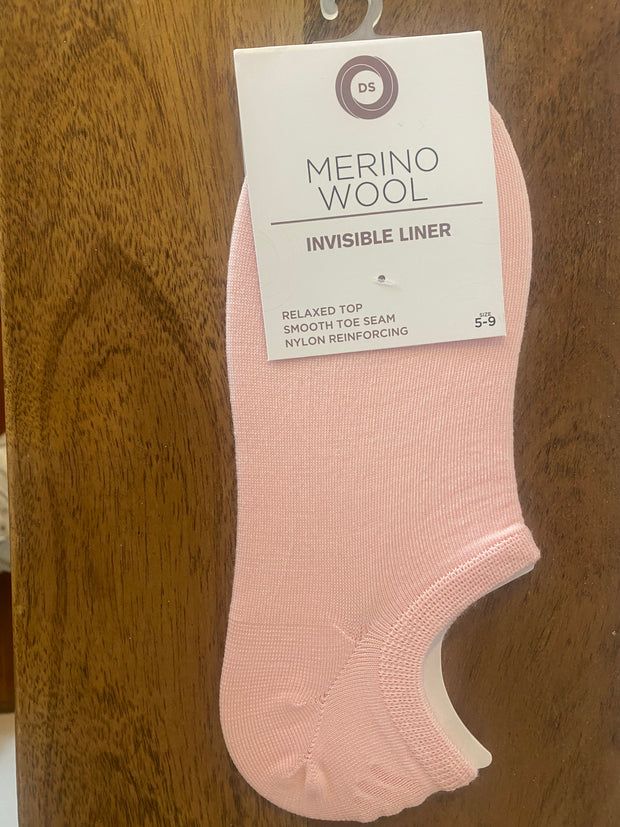 DS
MERINO
WOOL
INVISIBLE LINER
RELAXED TOP
SMOOTH TOE SEAM
NYLON REINFORCING
SIZE
5-9